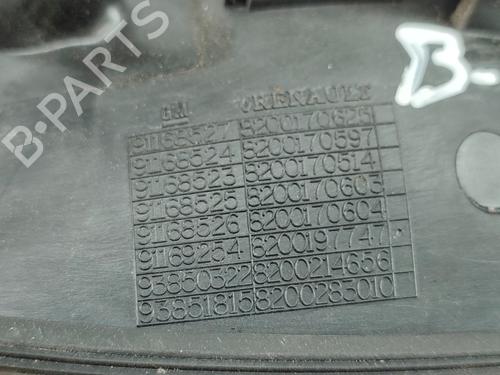 B-PARTS
B-
GM RENAULT
91168527 8200170625
91168524 8200170597
91168523 8200170514
91168525 8200170603
91168526 8200170604
91169254 8200197747
93850322 8200214656
93851815 8200283010